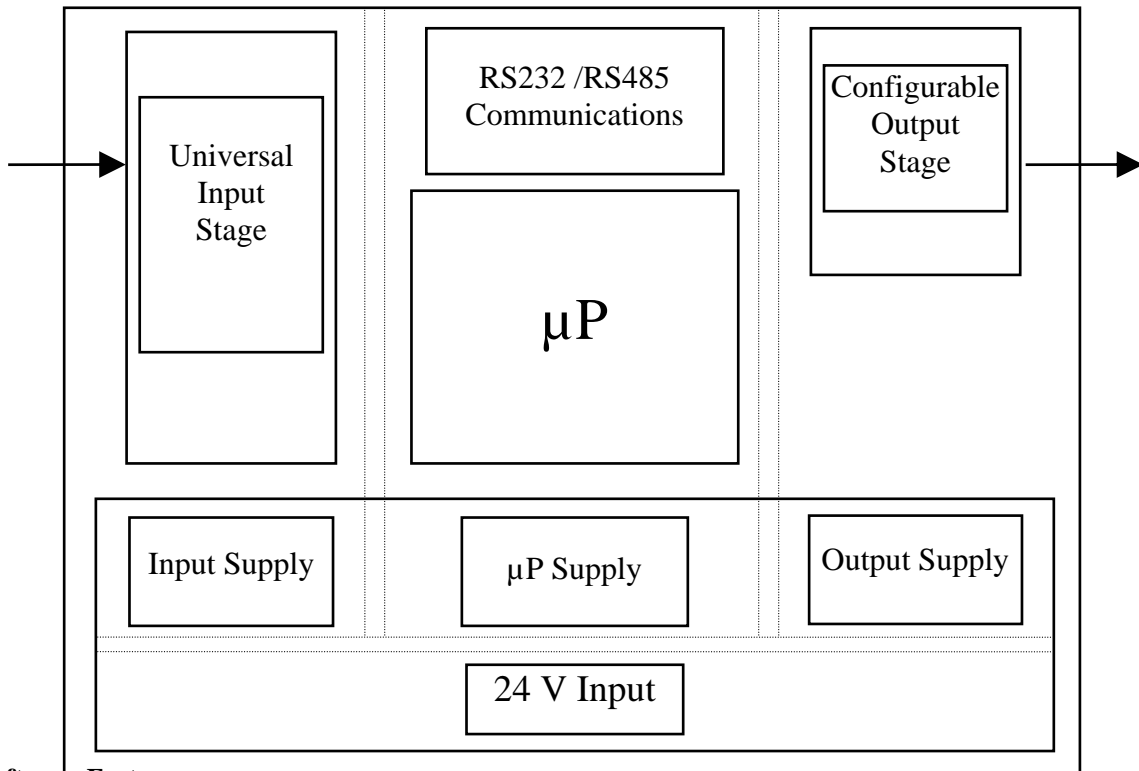 RS232 /RS485
Communications
Configurable
Output
Stage
Universal
Input
Stage
µP
Input Supply
µP Supply
Output Supply
24 V Input